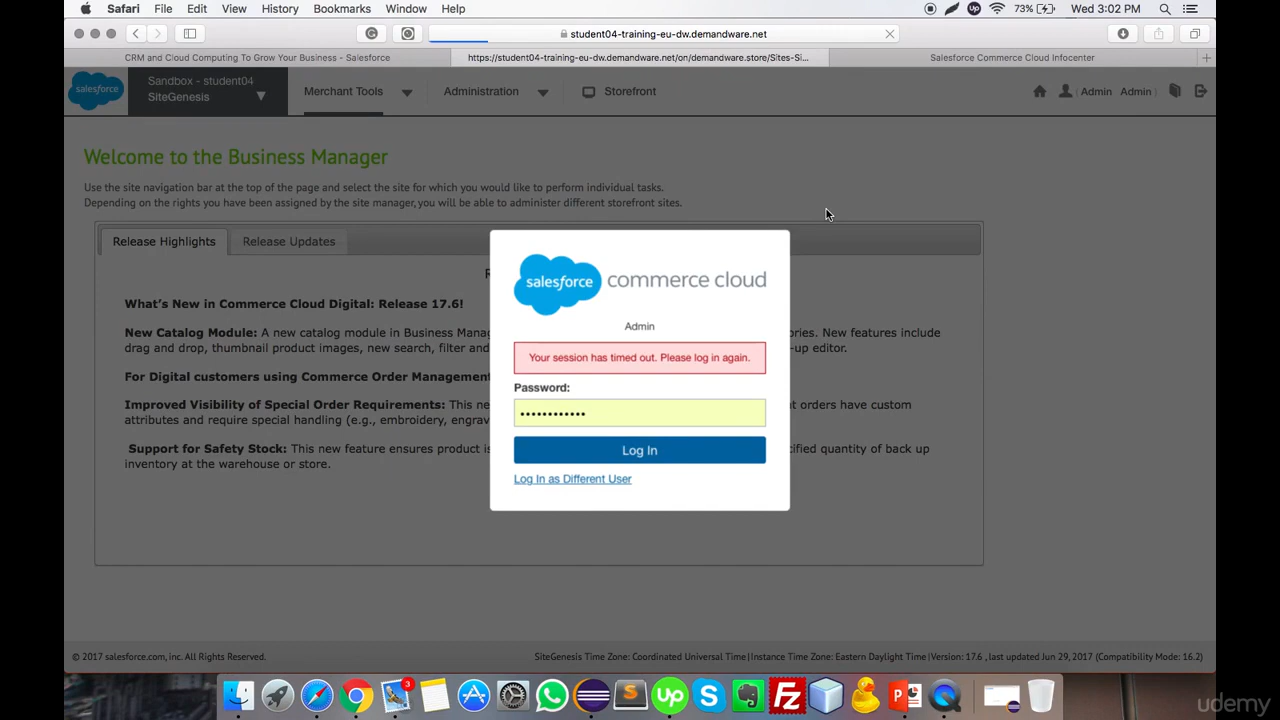 Safari File Edit View History Bookmarks Window Help 73% Wed 3:02 PM
student04-training-eu-dw.demandware.net
CRM and Cloud Computing To Grow Your Business - Salesforce
https://student04-training-eu-dw.demandware.net/on/demandware.store/Sites-Si...
Salesforce Commerce Cloud Infocenter
salesforce
Sandbox - student04
SiteGenesis
Merchant Tools Administration Storefront Admin Admin
Welcome to the Business Manager
Use the site navigation bar at the top of the page and select the site for which you would like to perform individual tasks.
Depending on the rights you have been assigned by the site manager, you will be able to administer different storefront sites.
Release Highlights Release Updates
R
What's New in Commerce Cloud Digital: Release 17.6!
New Catalog Module: A new catalog module in Business Manag ories. New features include
drag and drop, thumbnail product images, new search, filter and -up editor.
For Digital customers using Commerce Order Management
Improved Visibility of Special Order Requirements: This ne nt orders have custom
attributes and require special handling (e.g., embroidery, engrav
Support for Safety Stock: This new feature ensures product is cified quantity of back up
inventory at the warehouse or store.
salesforce commerce cloud
Admin
Your session has timed out. Please log in again.
Password:
••••••••••••
Log In
Log In as Different User
© 2017 salesforce.com, inc. All Rights Reserved.
SiteGenesis Time Zone: Coordinated Universal Time | Instance Time Zone: Eastern Daylight Time | Version: 17.6 , last updated Jun 29, 2017 (Compatibility Mode: 16.2)
3
Up
S
Fz
udemy